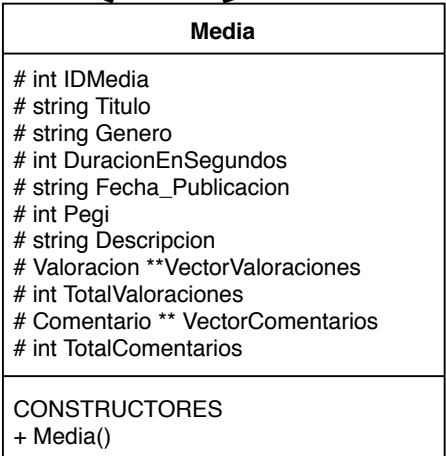 Media
# int IDMedia
# string Titulo
# string Genero
# int DuracionEnSegundos
# string Fecha_Publicacion
# int Pegi
# string Descripcion
# Valoracion **VectorValoraciones
# int TotalValoraciones
# Comentario ** VectorComentarios
# int TotalComentarios
CONSTRUCTORES
+ Media()